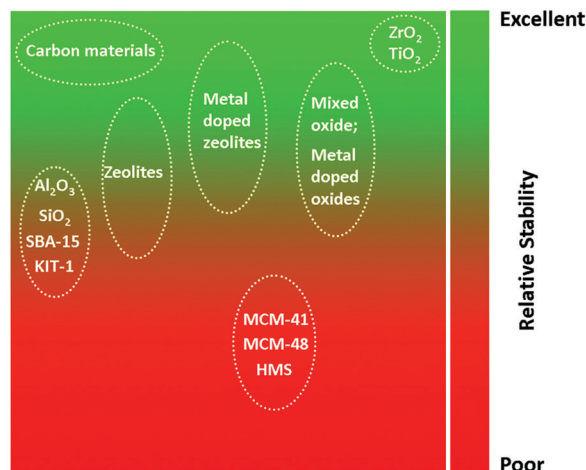 Excellent
ZrO₂
TiO₂
Carbon materials
Metal
doped
zeolites
Mixed
oxide;
Metal
doped
oxides
Zeolites
Al₂O₃
SiO₂
SBA-15
KIT-1
MCM-41
MCM-48
HMS
Relative Stability
Poor